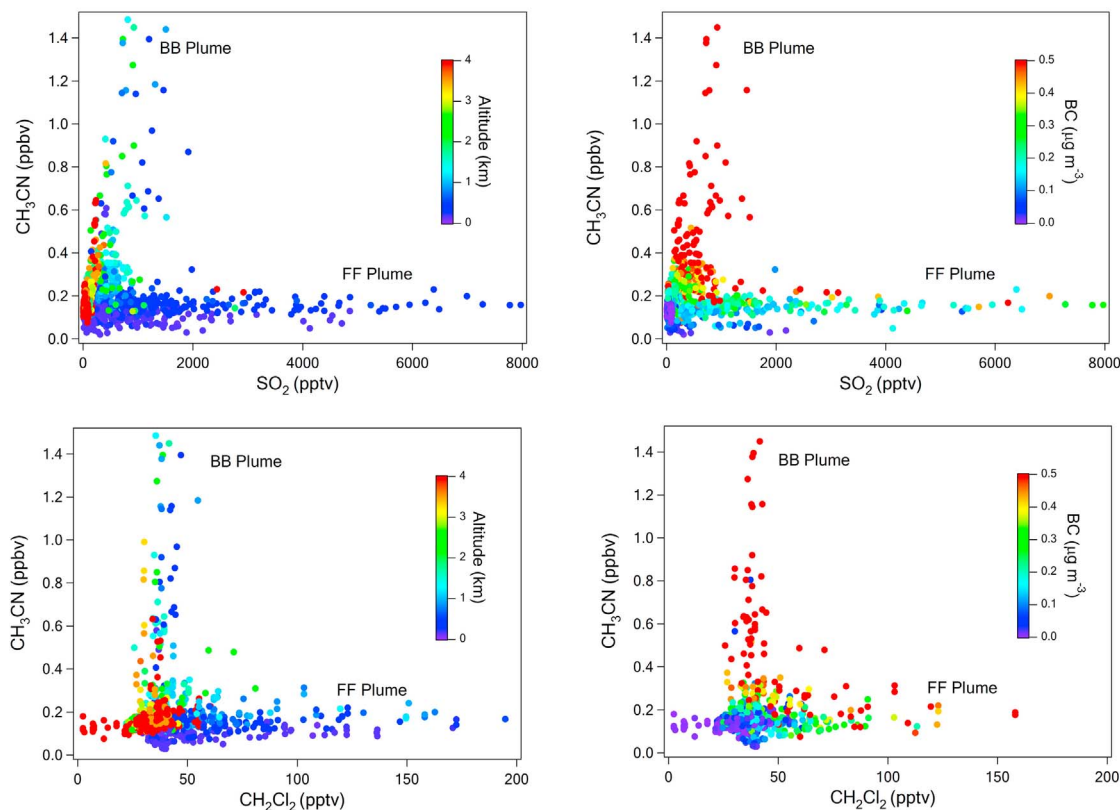 1.4
1.2
1.0
0.8
0.6
0.4
0.2
0.0
CH₃CN (ppbv)
BB Plume
FF Plume
4
3
2
1
0
Altitude (km)
0 2000 4000 6000 8000
SO₂ (pptv)
1.4
1.2
1.0
0.8
0.6
0.4
0.2
0.0
CH₃CN (ppbv)
BB Plume
FF Plume
0.5
0.4
0.3
0.2
0.1
0.0
BC (μg m⁻³)
0 2000 4000 6000 8000
SO₂ (pptv)
1.4
1.2
1.0
0.8
0.6
0.4
0.2
0.0
CH₃CN (ppbv)
BB Plume
FF Plume
4
3
2
1
0
Altitude (km)
0 50 100 150 200
CH₂Cl₂ (pptv)
1.4
1.2
1.0
0.8
0.6
0.4
0.2
0.0
CH₃CN (ppbv)
BB Plume
FF Plume
0.5
0.4
0.3
0.2
0.1
0.0
BC (μg m⁻³)
0 50 100 150 200
CH₂Cl₂ (pptv)